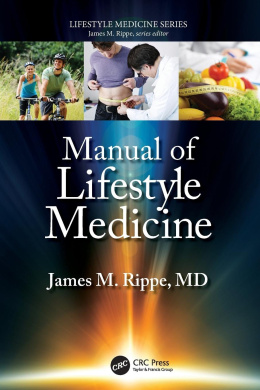 LIFESTYLE MEDICINE SERIES
James M. Rippe, series editor
Manual of
Lifestyle
Medicine
James M. Rippe, MD
CRC
CRC Press
Taylor & Francis Group